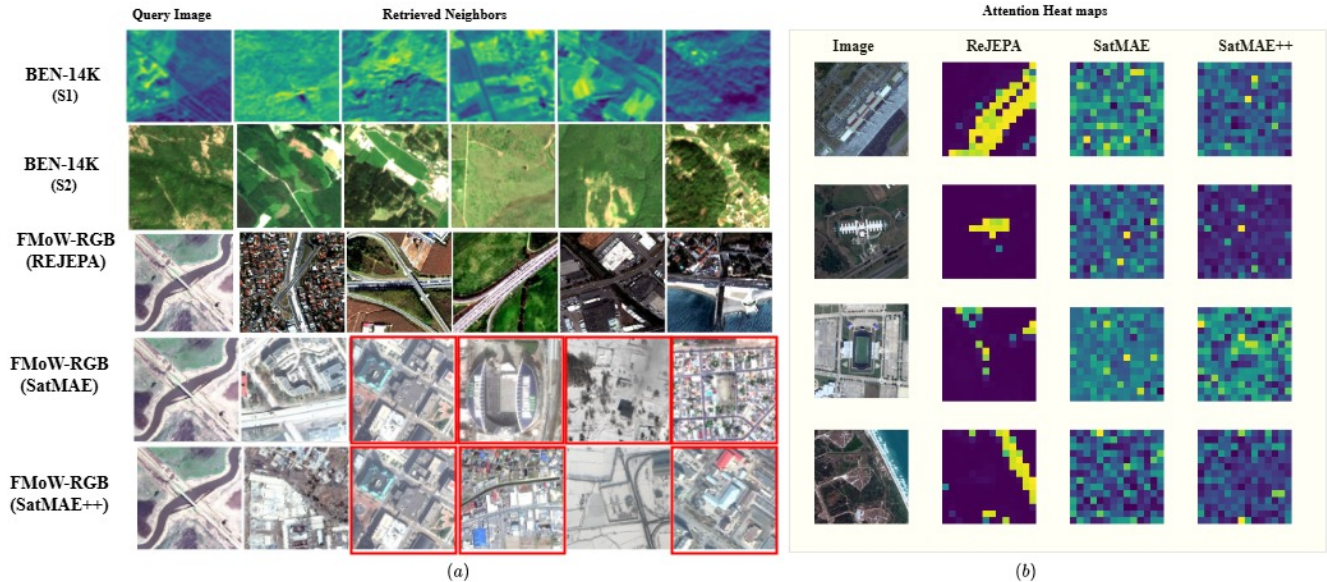 Query Image
Retrieved Neighbors
BEN-14K
(S1)
BEN-14K
(S2)
FMoW-RGB
(REJEPA)
FMoW-RGB
(SatMAE)
FMoW-RGB
(SatMAE++)
(a)
Attention Heat maps
Image ReJEPA SatMAE SatMAE++
(b)